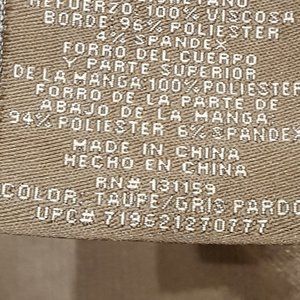 REFUERZO 100% VISCOSA
BORDE: 96% POLIESTER
4% SPANDEX
FORRO DEL CUERPO
Y PARTE SUPERIOR
DE LA MANGA: 100% POLIESTER
FORRO DE LA PARTE DE
ABAJO DE LA MANGA:
94% POLIESTER 6% SPANDEX
MADE IN CHINA
HECHO EN CHINA
RN# 131159
COLOR: TAUPE/GRIS PARDO
UPC# 719621270777